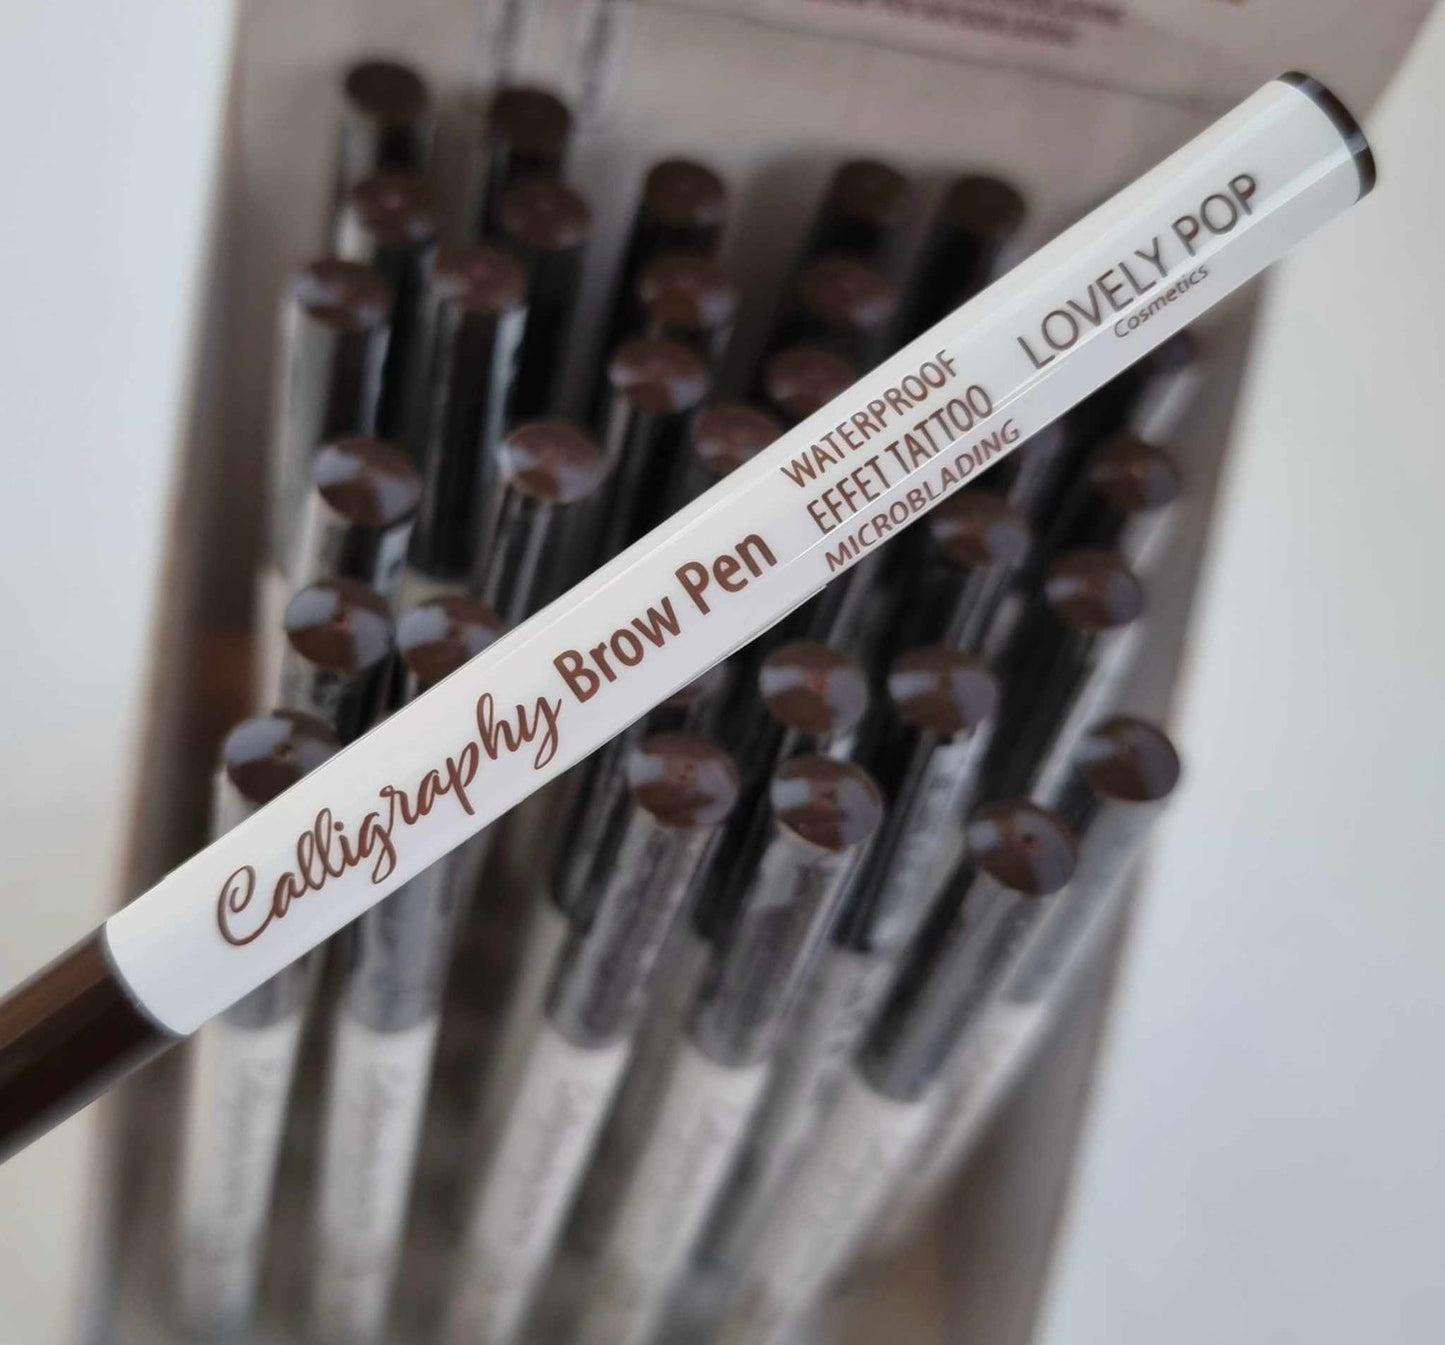 Calligraphy Brow Pen
WATERPROOF
EFFET TATTOO
MICROBLADING
LOVELY POP
Cosmetics